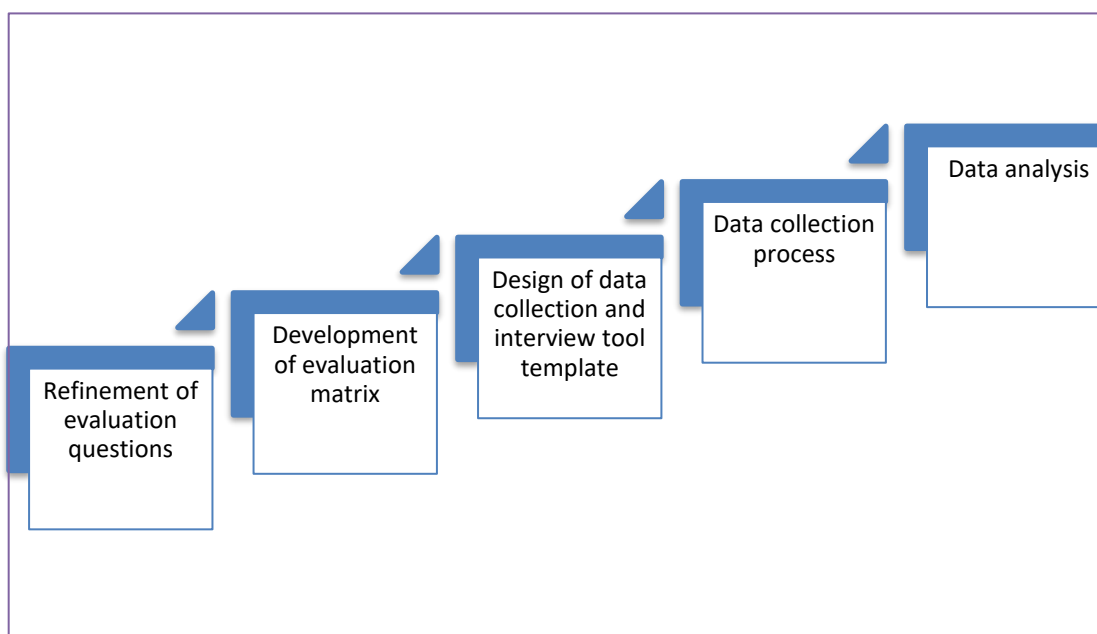 Refinement of
evaluation
questions
Development
of evaluation
matrix
Design of data
collection and
interview tool
template
Data collection
process
Data analysis